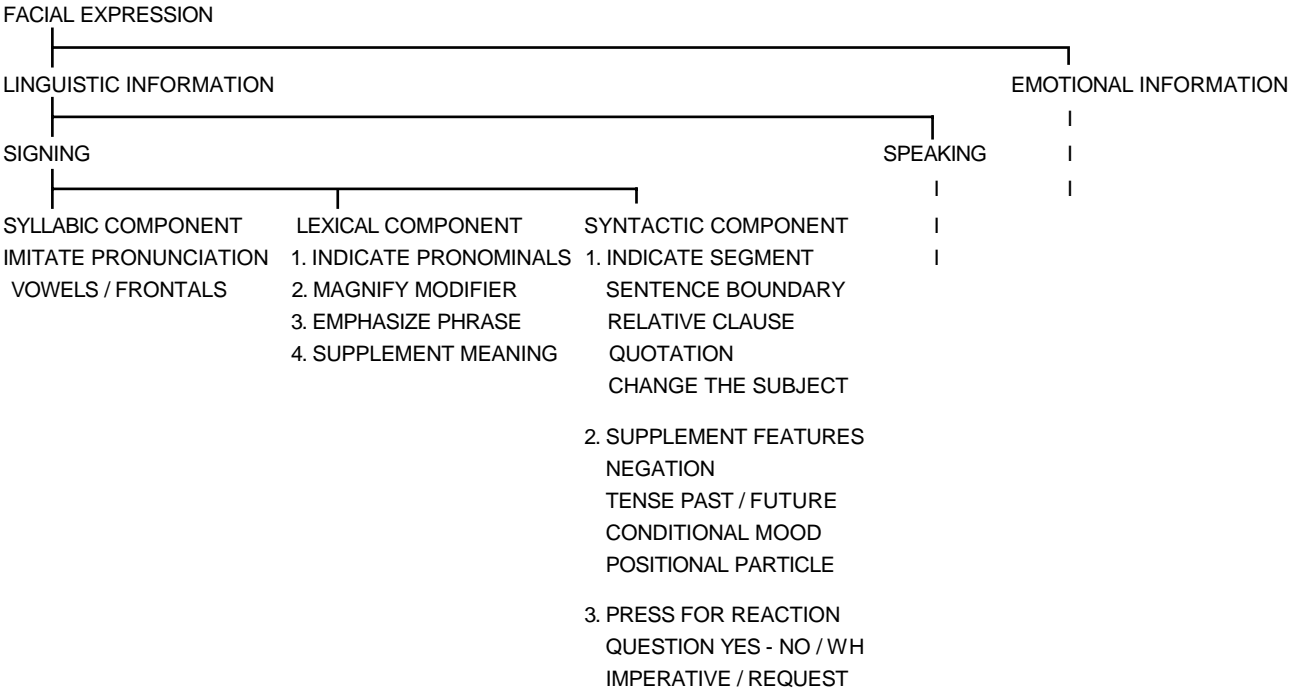 FACIAL EXPRESSION
LINGUISTIC INFORMATION EMOTIONAL INFORMATION
SIGNING SPEAKING
SYLLABIC COMPONENT LEXICAL COMPONENT SYNTACTIC COMPONENT
IMITATE PRONUNCIATION 1. INDICATE PRONOMINALS 1. INDICATE SEGMENT
VOWELS / FRONTALS 2. MAGNIFY MODIFIER SENTENCE BOUNDARY
3. EMPHASIZE PHRASE RELATIVE CLAUSE
4. SUPPLEMENT MEANING QUOTATION
CHANGE THE SUBJECT
2. SUPPLEMENT FEATURES
NEGATION
TENSE PAST / FUTURE
CONDITIONAL MOOD
POSITIONAL PARTICLE
3. PRESS FOR REACTION
QUESTION YES - NO / WH
IMPERATIVE / REQUEST